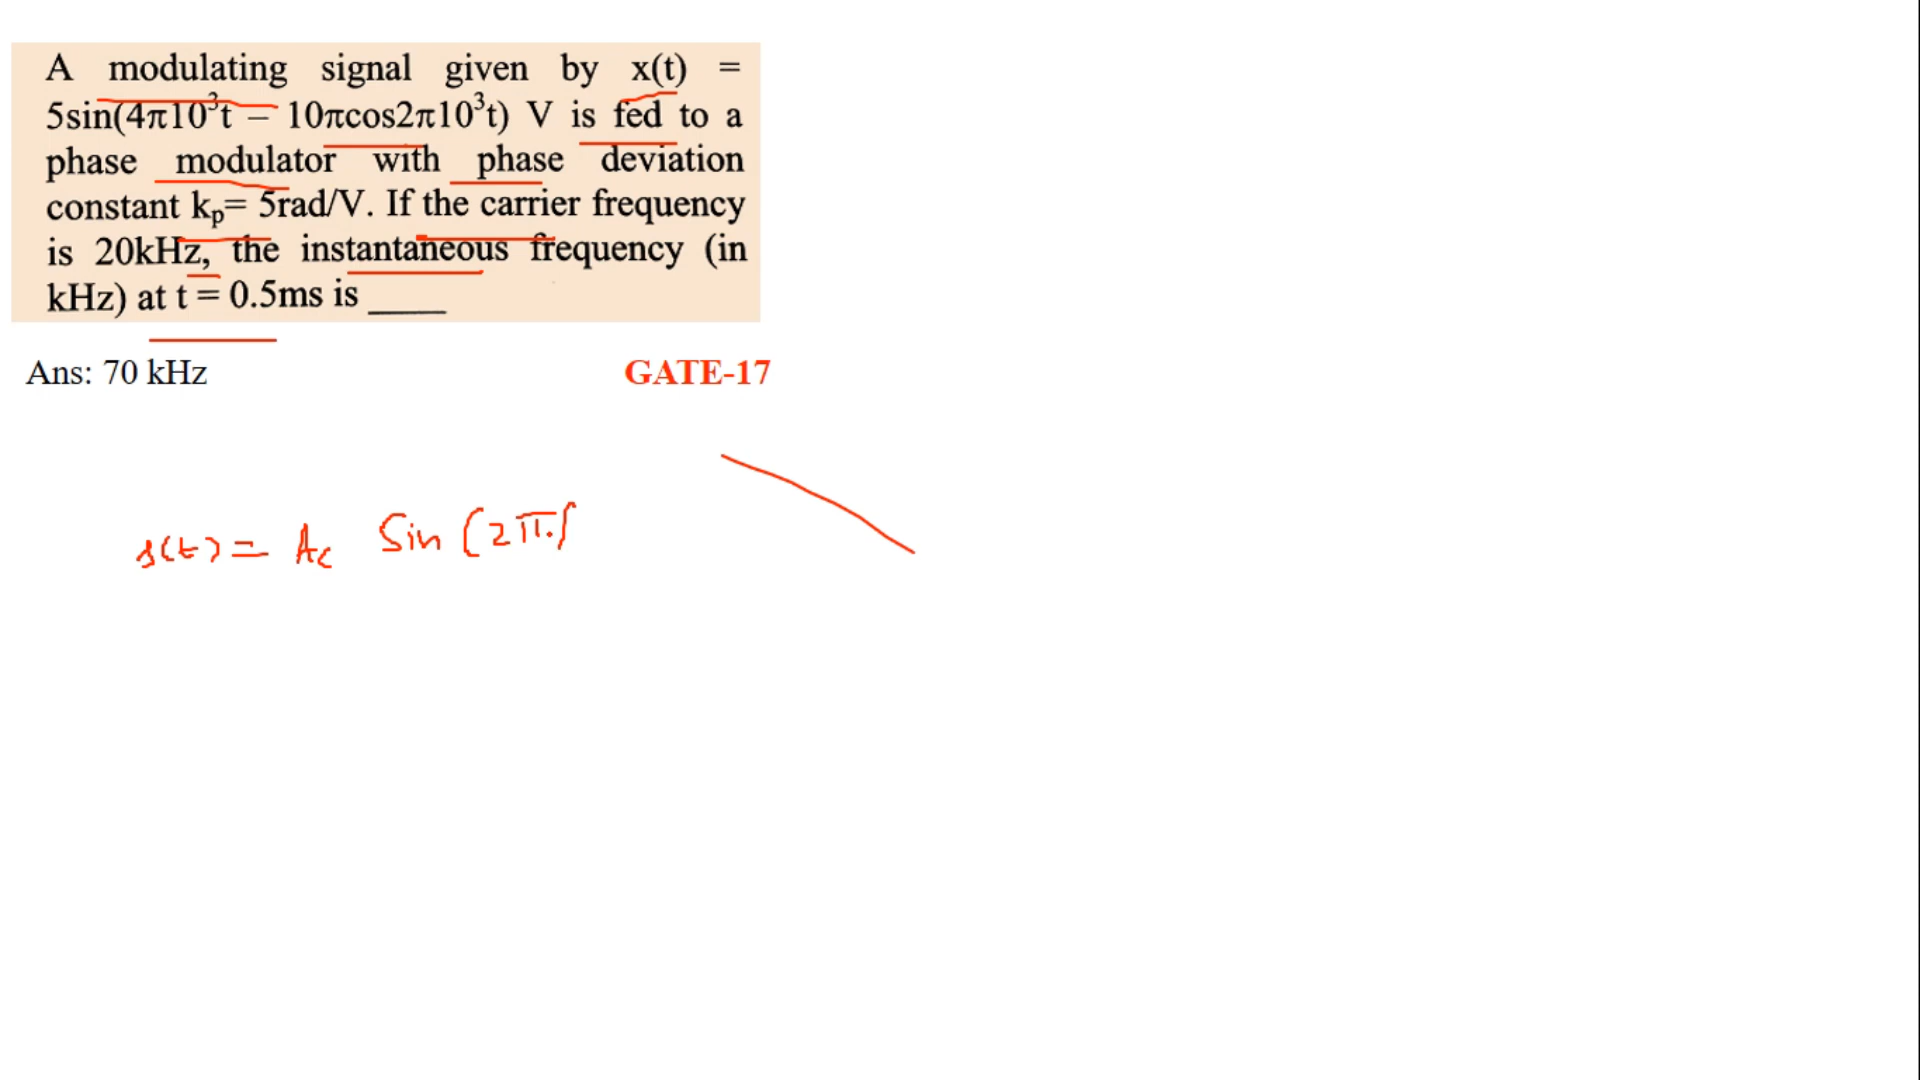 A modulating signal given by x(t) =
5sin(4π10³t – 10πcos2π10³t) V is fed to a
phase modulator with phase deviation
constant kₚ= 5rad/V. If the carrier frequency
is 20kHz, the instantaneous frequency (in
kHz) at t = 0.5ms is ____
Ans: 70 kHz
GATE-17
s(t) = Ac Sin (2π.